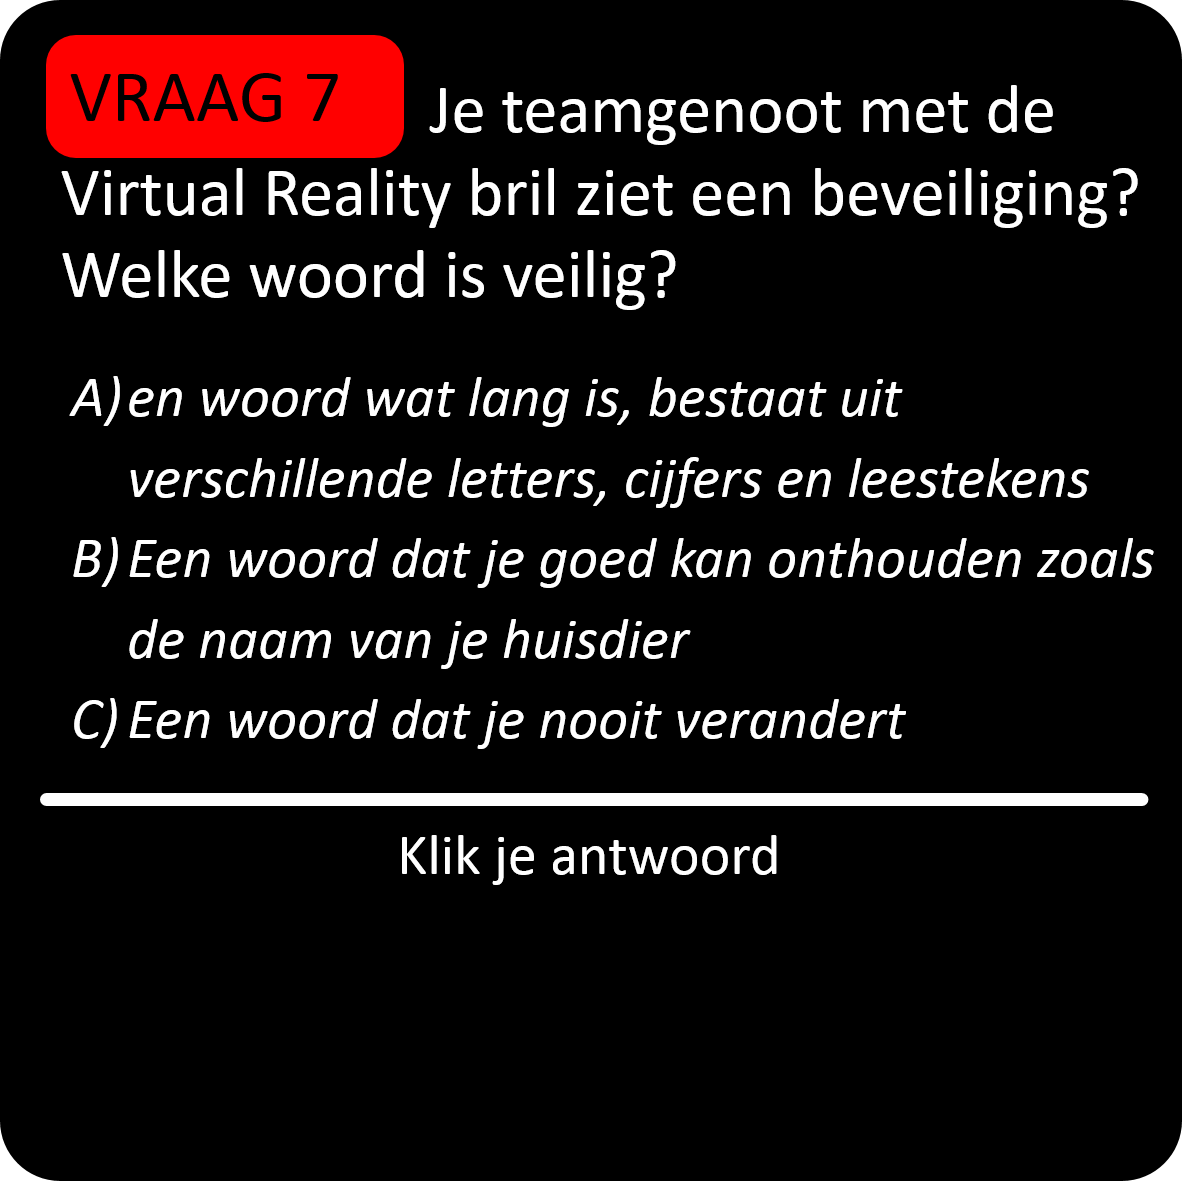 VRAAG 7 Je teamgenoot met de
Virtual Reality bril ziet een beveiliging?
Welke woord is veilig?
A) en woord wat lang is, bestaat uit
verschillende letters, cijfers en leestekens
B) Een woord dat je goed kan onthouden zoals
de naam van je huisdier
C) Een woord dat je nooit verandert
Klik je antwoord